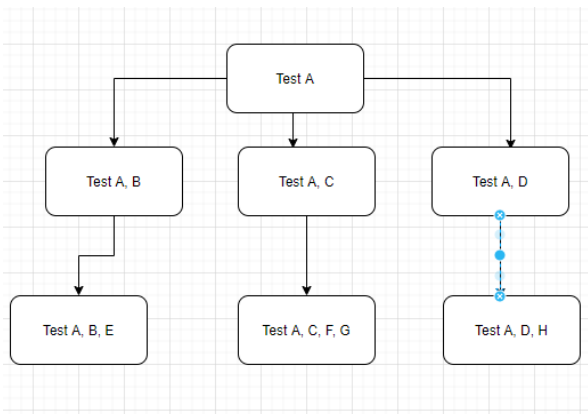 Test A
Test A, B
Test A, C
Test A, D
Test A, B, E
Test A, C, F, G
Test A, D, H